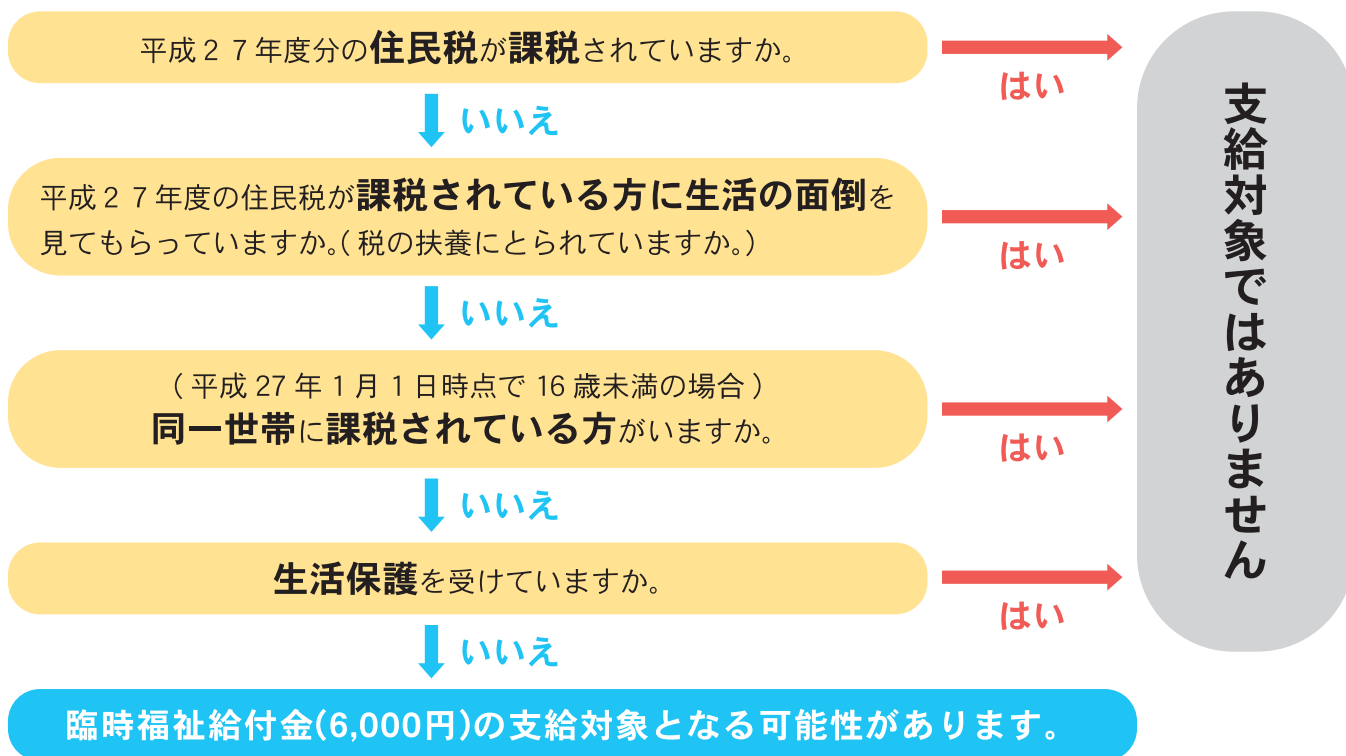 平成２７年度分の住民税が課税されていますか。
はい
いいえ
平成２７年度の住民税が課税されている方に生活の面倒を
見てもらっていますか。(税の扶養にとられていますか。)
はい
いいえ
(平成27年1月1日時点で16歳未満の場合)
同一世帯に課税されている方がいますか。
はい
いいえ
生活保護を受けていますか。
はい
いいえ
支給対象ではありません
臨時福祉給付金(6,000円)の支給対象となる可能性があります。